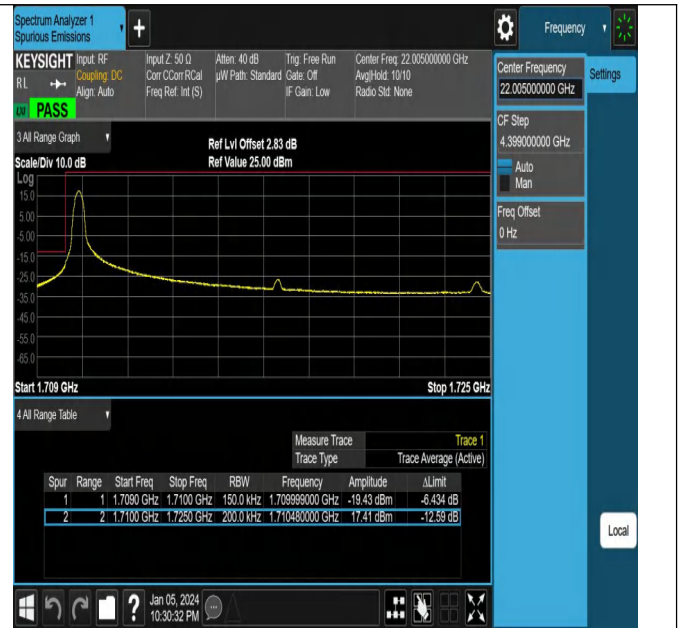 Spectrum Analyzer 1
Spurious Emissions
Frequency
KEYSIGHT Input: RF Input Z: 50 Ω Atten: 40 dB Trig: Free Run Center Freq: 22.005000000 GHz
RL Coupling: DC Corr CCorr RCal µW Path: Standard Gate: Off Avg|Hold: 10/10
Align: Auto Freq Ref: Int (S) IF Gain: Low Radio Std: None
PASS
3 All Range Graph
Ref Lvl Offset 2.83 dB
Scale/Div 10.0 dB Ref Value 25.00 dBm
Log
15.0
5.00
-5.00
-15.0
-25.0
-35.0
-45.0
-55.0
-65.0
Start 1.709 GHz Stop 1.725 GHz
4 All Range Table
Measure Trace Trace 1
Trace Type Trace Average (Active)
Spur Range Start Freq Stop Freq RBW Frequency Amplitude ΔLimit
1 1 1.7090 GHz 1.7100 GHz 150.0 kHz 1.709999000 GHz -19.43 dBm -6.434 dB
2 2 1.7100 GHz 1.7250 GHz 200.0 kHz 1.710480000 GHz 17.41 dBm -12.59 dB
Jan 05, 2024
10:30:32 PM
Center Frequency
22.005000000 GHz
Settings
CF Step
4.399000000 GHz
Auto
Man
Freq Offset
0 Hz
Local